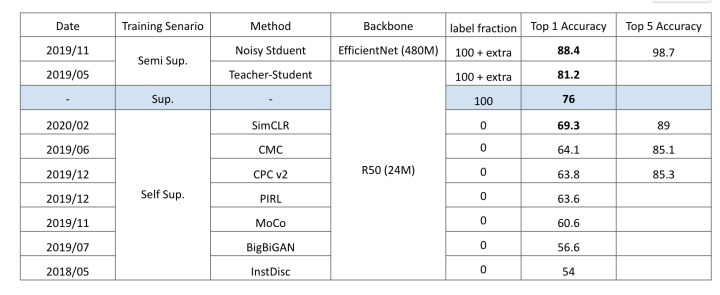 Date Training Senario Method Backbone label fraction Top 1 Accuracy Top 5 Accuracy
2019/11 Semi Sup. Noisy Stduent EfficientNet (480M) 100 + extra 88.4 98.7
2019/05 Teacher-Student R50 (24M) 100 + extra 81.2
- Sup. - 100 76
2020/02 Self Sup. SimCLR 0 69.3 89
2019/06 CMC 0 64.1 85.1
2019/12 CPC v2 0 63.8 85.3
2019/12 PIRL 0 63.6
2019/11 MoCo 0 60.6
2019/07 BigBiGAN 0 56.6
2018/05 InstDisc 0 54